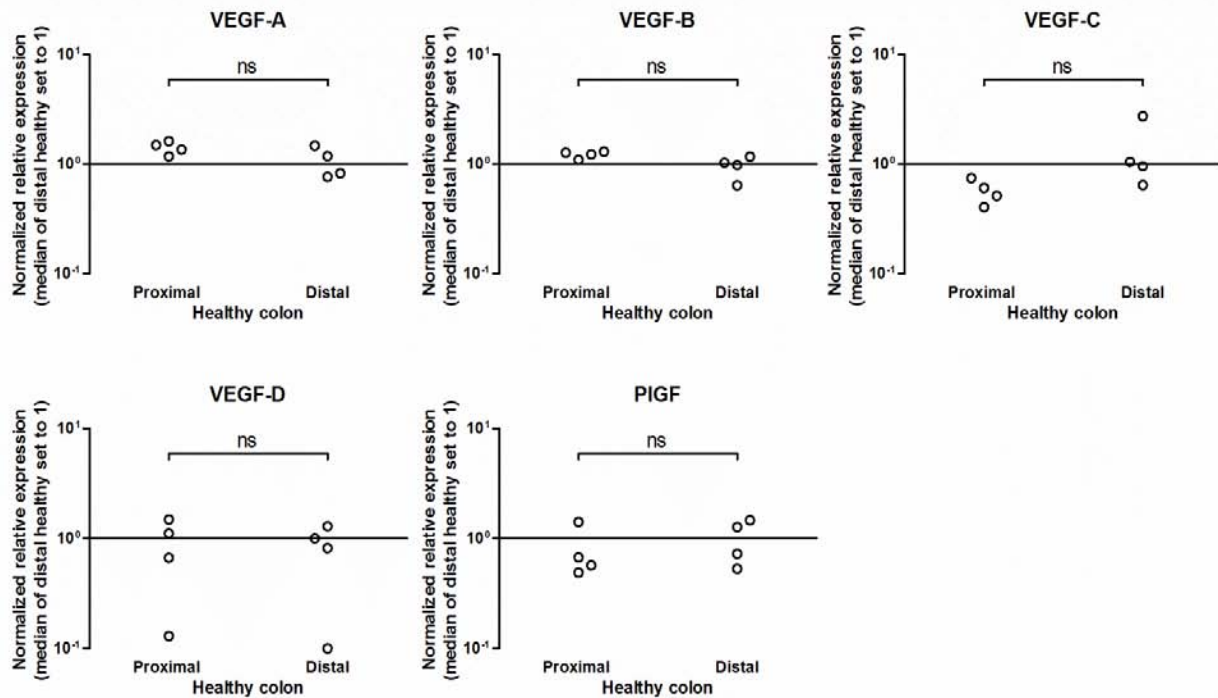 VEGF-A
Normalized relative expression
(median of distal healthy set to 1)
10¹
10⁰
10⁻¹
ns
Proximal
Distal
Healthy colon
VEGF-B
Normalized relative expression
(median of distal healthy set to 1)
10¹
10⁰
10⁻¹
ns
Proximal
Distal
Healthy colon
VEGF-C
Normalized relative expression
(median of distal healthy set to 1)
10¹
10⁰
10⁻¹
ns
Proximal
Distal
Healthy colon
VEGF-D
Normalized relative expression
(median of distal healthy set to 1)
10¹
10⁰
10⁻¹
ns
Proximal
Distal
Healthy colon
PlGF
Normalized relative expression
(median of distal healthy set to 1)
10¹
10⁰
10⁻¹
ns
Proximal
Distal
Healthy colon